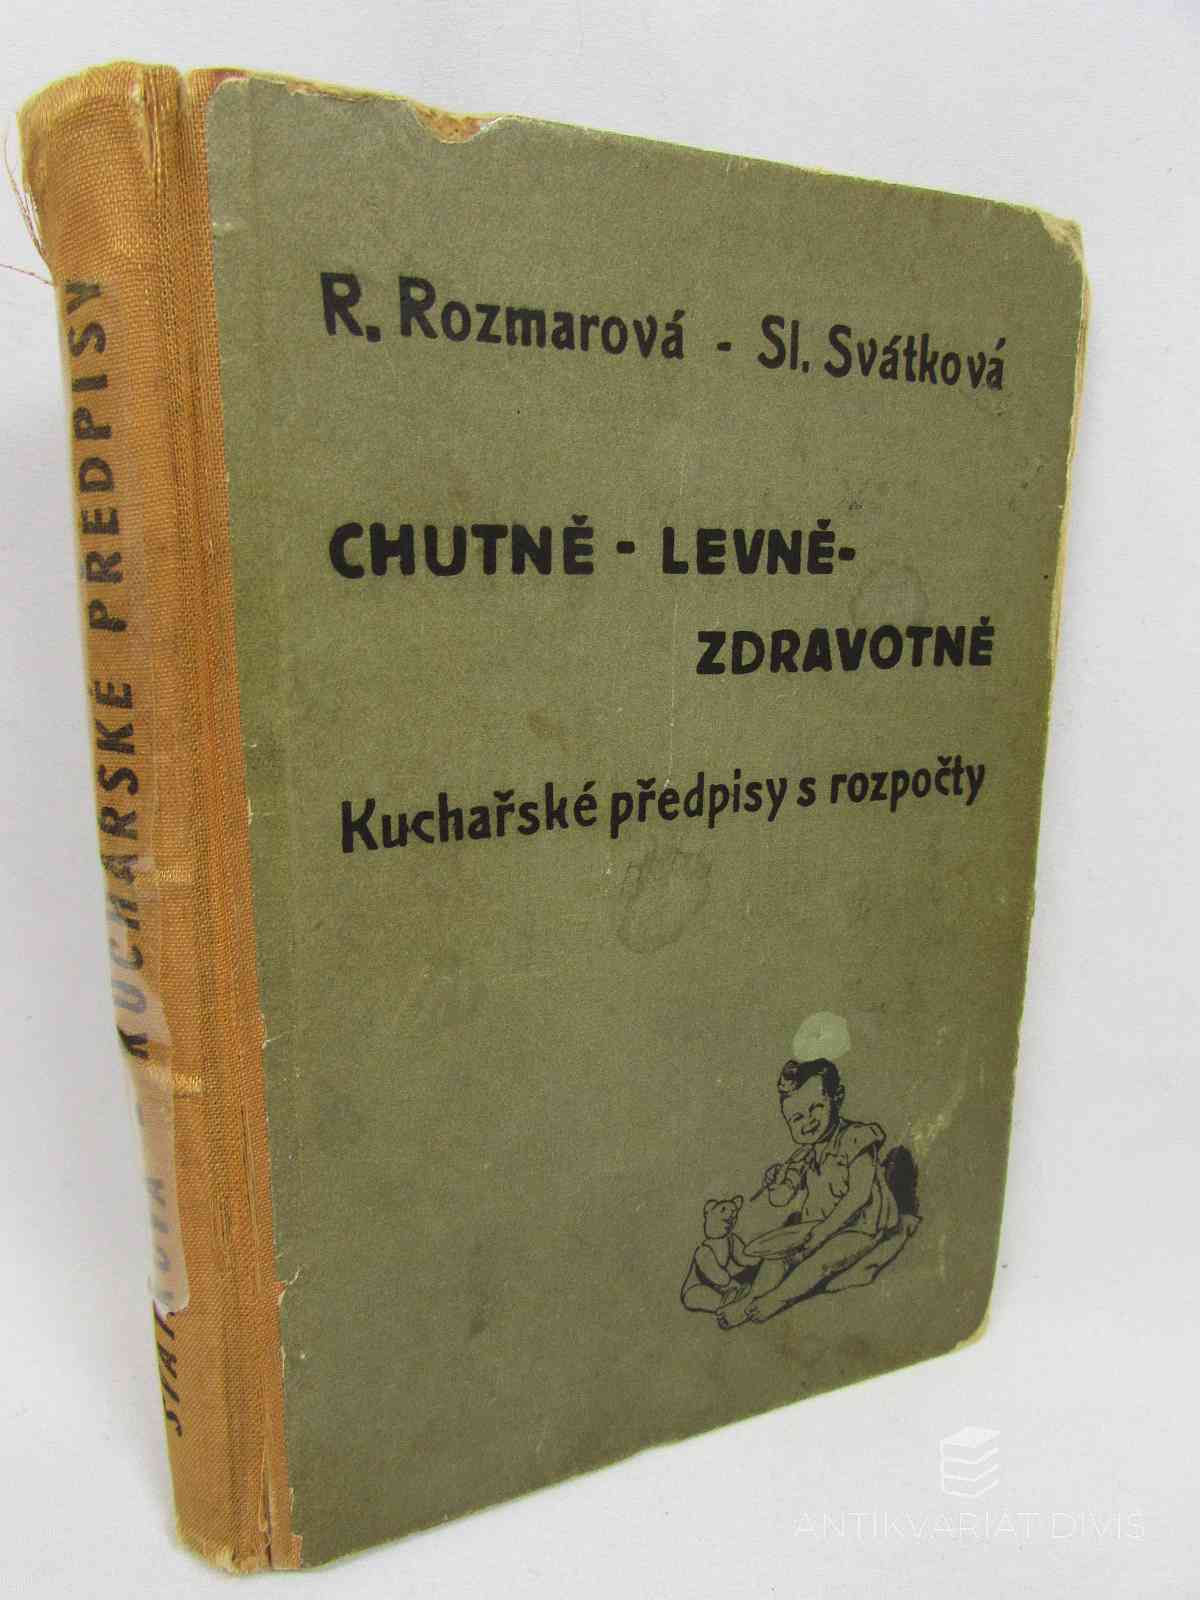 R. Rozmarová - Sl. Svátková
CHUTNĚ - LEVNĚ-
ZDRAVOTNĚ
Kuchařské předpisy s rozpočty
KUCHAŘSKÉ PŘEDPISY
ANTIKVARIÁT DIVIŠ